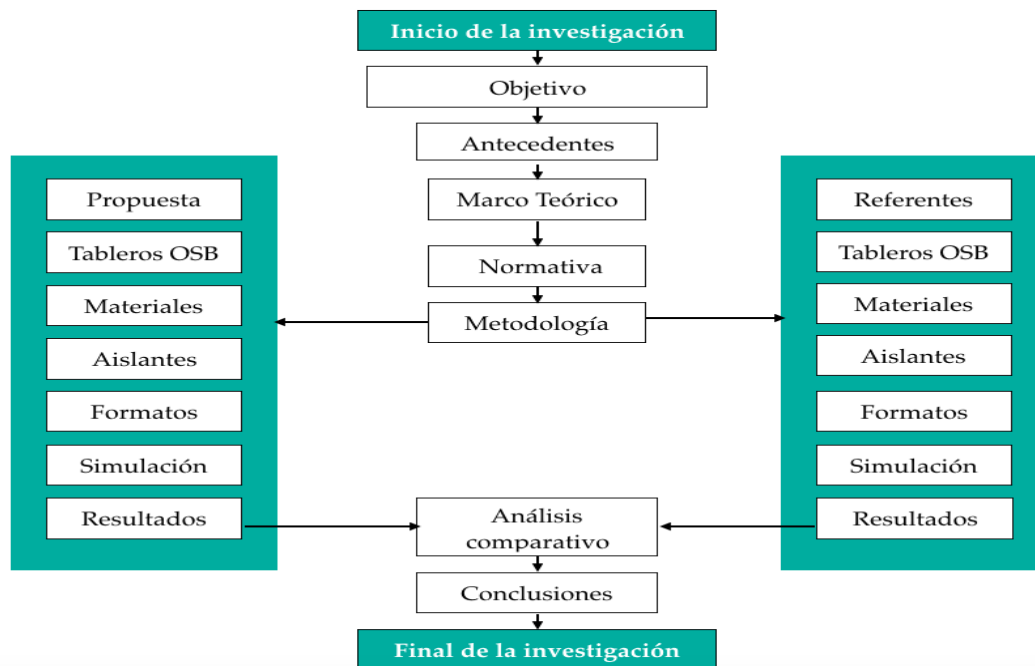 Inicio de la investigación
Objetivo
Antecedentes
Marco Teórico
Normativa
Metodología
Propuesta
Tableros OSB
Materiales
Aislantes
Formatos
Simulación
Resultados
Referentes
Tableros OSB
Materiales
Aislantes
Formatos
Simulación
Resultados
Análisis
comparativo
Conclusiones
Final de la investigación